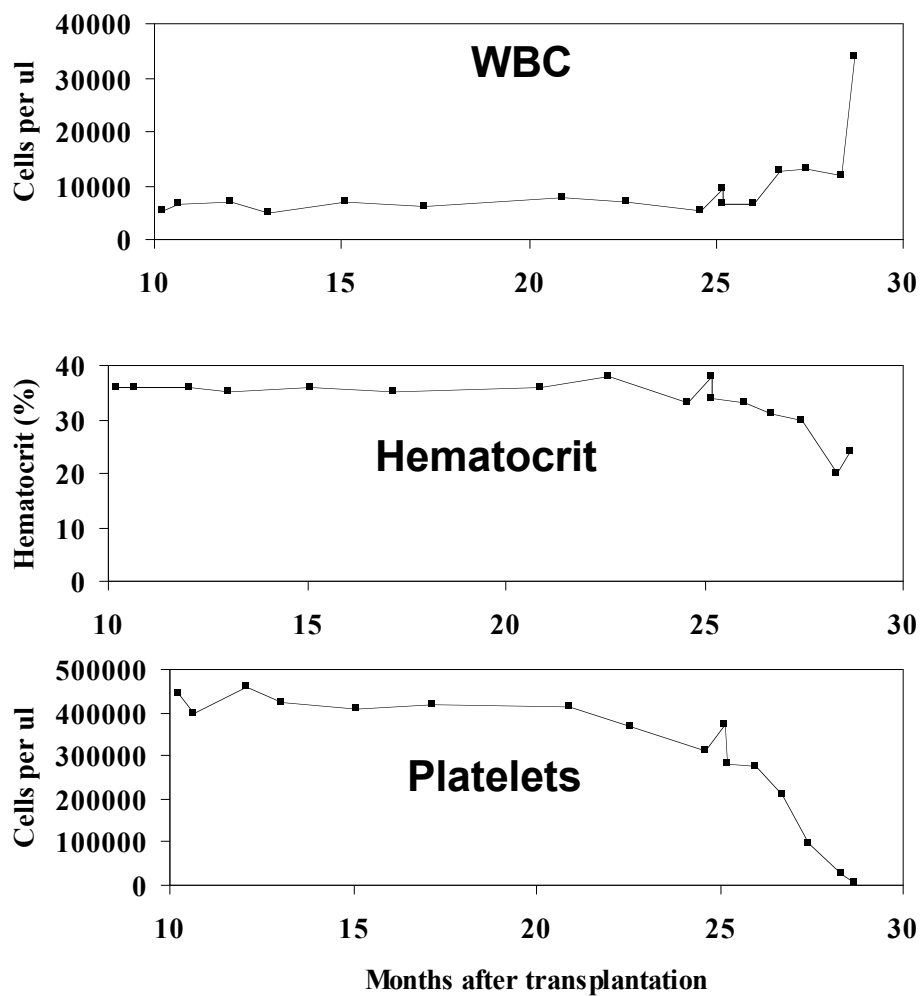 WBC
Cells per ul
40000
30000
20000
10000
0
10 15 20 25 30
Hematocrit
Hematocrit (%)
40
30
20
10
0
10 15 20 25 30
Platelets
Cells per ul
500000
400000
300000
200000
100000
0
10 15 20 25 30
Months after transplantation